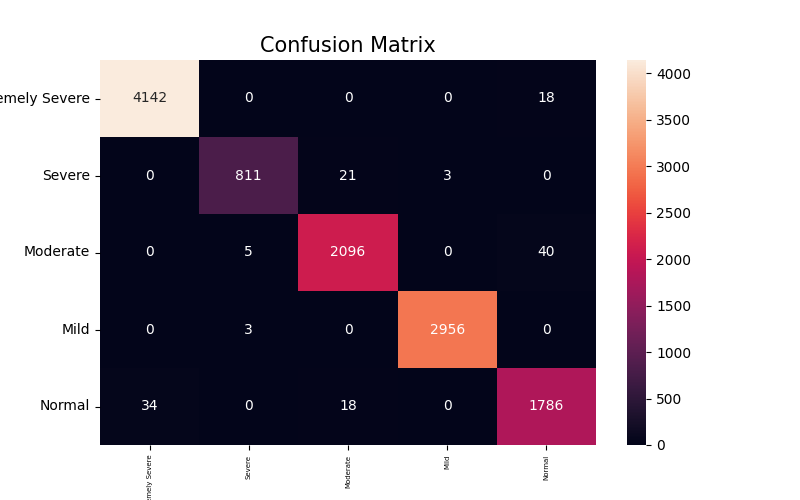 Confusion Matrix
emely Severe 4142 0 0 0 18
Severe 0 811 21 3 0
Moderate 0 5 2096 0 40
Mild 0 3 0 2956 0
Normal 34 0 18 0 1786
emely Severe
Severe
Moderate
Mild
Normal
4000
3500
3000
2500
2000
1500
1000
500
0